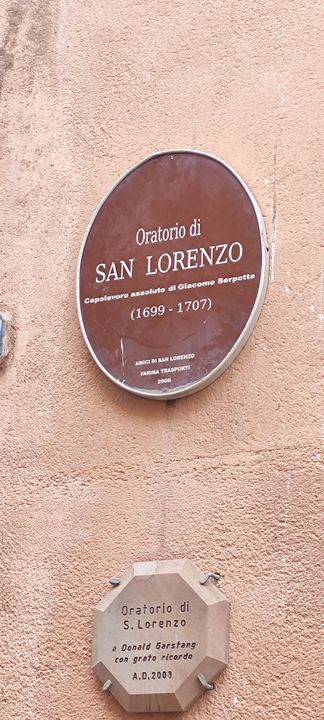 Oratorio di
SAN LORENZO
Capolavoro assoluto di Giacomo Serpotta
(1699 - 1707)
AMICI DI SAN LORENZO
FARINA TRASPORTI
2006
Oratorio di
S. Lorenzo
a Donald Garstang
con grato ricordo
A.D. 2009